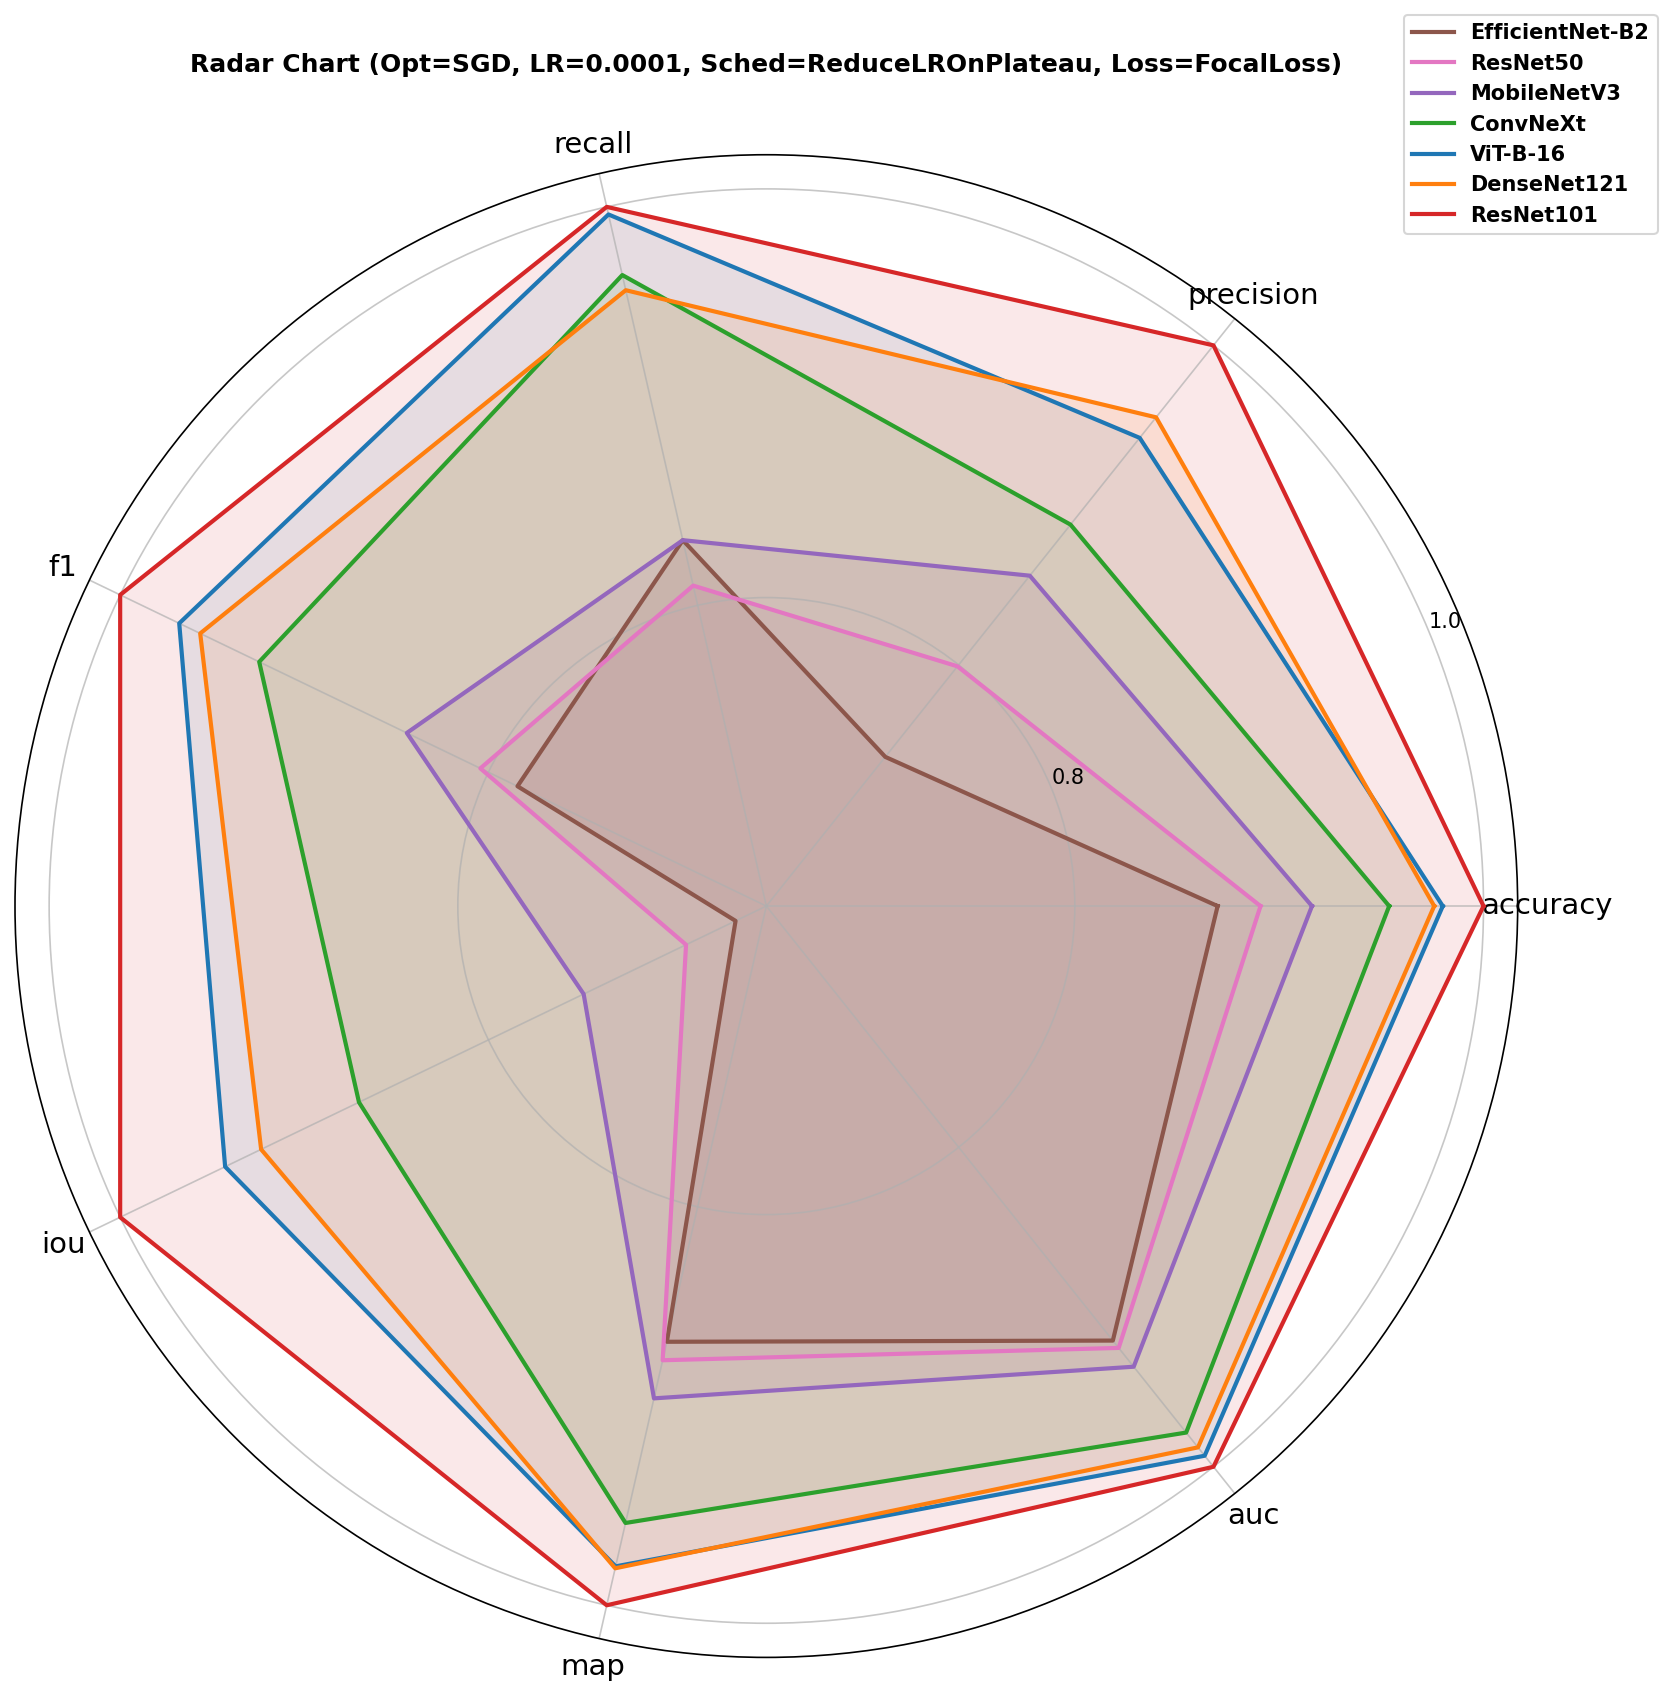 EfficientNet-B2
ResNet50
MobileNetV3
ConvNeXt
ViT-B-16
DenseNet121
ResNet101
Radar Chart (Opt=SGD, LR=0.0001, Sched=ReduceLROnPlateau, Loss=FocalLoss)
recall
precision
f1
1.0
0.8
accuracy
iou
auc
map